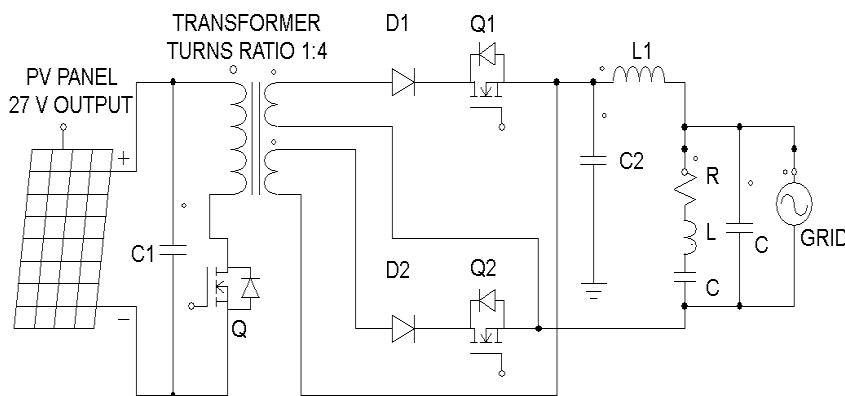 TRANSFORMER
TURNS RATIO 1:4
D1
Q1
L1
PV PANEL
27 V OUTPUT
+
C1
C2
R
L
C
C
GRID
D2
Q2
Q
−